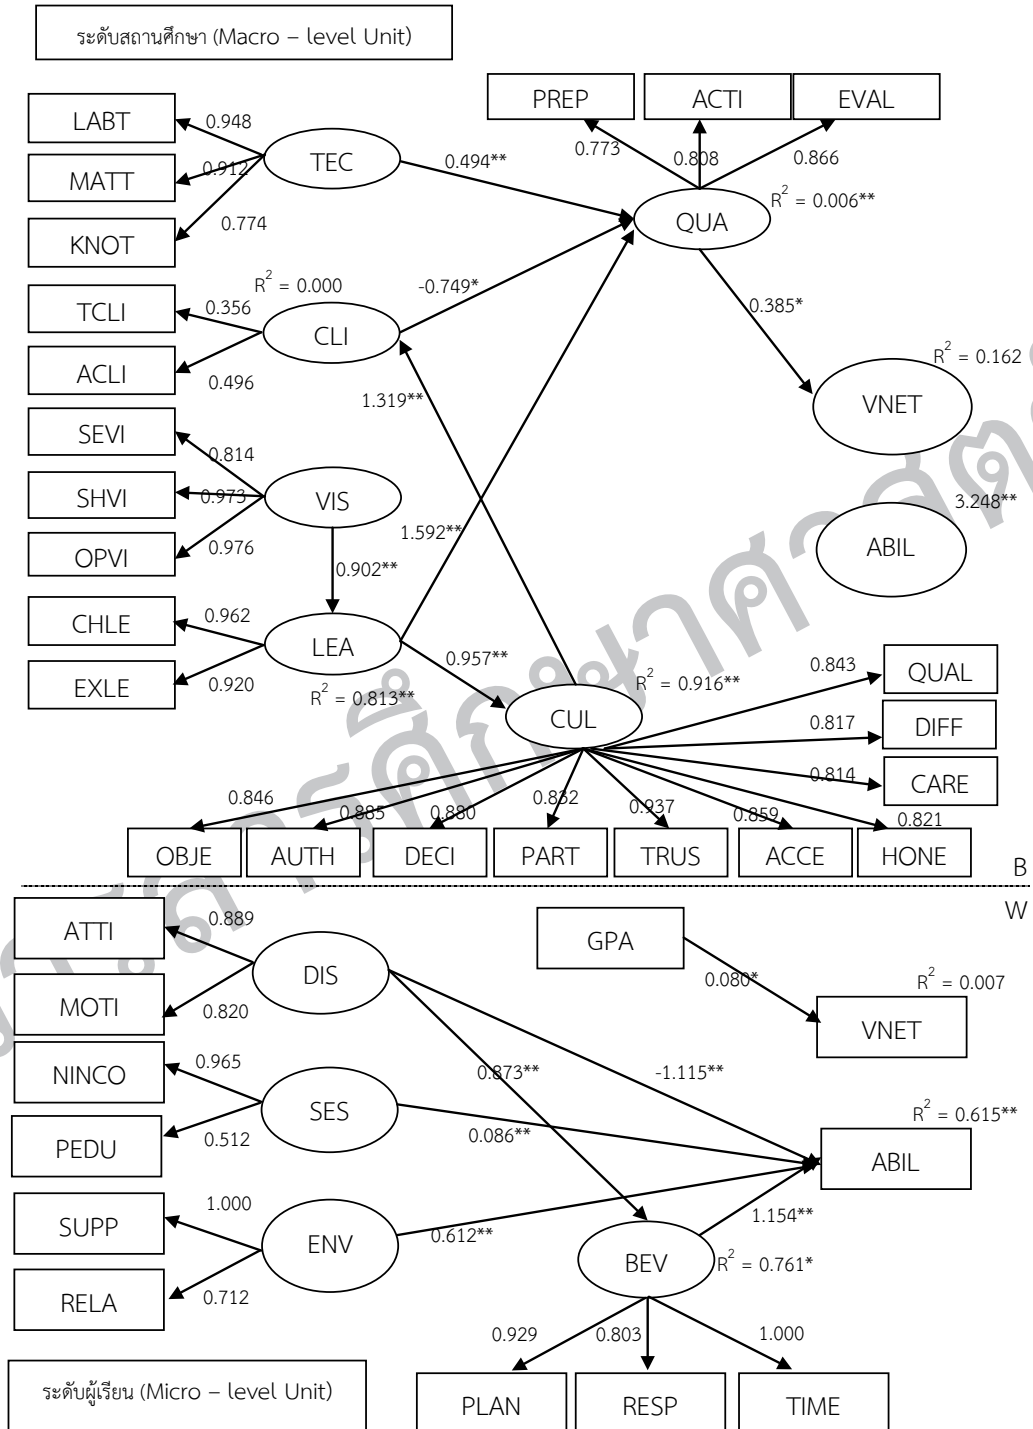 ระดับสถานศึกษา (Macro – level Unit)
PREP ACTI EVAL
LABT 0.948
TEC 0.494** 0.773 0.808 0.866
MATT 0.912
R² = 0.006**
KNOT 0.774
QUA
R² = 0.000
TCLI 0.356 -0.749* 0.385*
CLI
R² = 0.162
ACLI 0.496
1.319**
VNET
SEVI 0.814
SHVI 0.973 VIS 3.248**
1.592**
OPVI 0.976 ABIL
0.902**
CHLE 0.962
LEA 0.957** 0.843 QUAL
EXLE 0.920
R² = 0.813** R² = 0.916**
CUL 0.817 DIFF
0.814 CARE
0.846 0.885 0.880 0.832 0.937 0.859 0.821
OBJE AUTH DECI PART TRUS ACCE HONE
B
W
ATTI 0.889
GPA
DIS 0.080* R² = 0.007
MOTI 0.820
VNET
NINCO 0.965 0.873** -1.115**
SES R² = 0.615**
PEDU 0.512 0.086**
ABIL
SUPP 1.000
ENV 0.612** 1.154**
BEV R² = 0.761*
RELA 0.712
0.929 0.803 1.000
ระดับผู้เรียน (Micro – level Unit)
PLAN RESP TIME